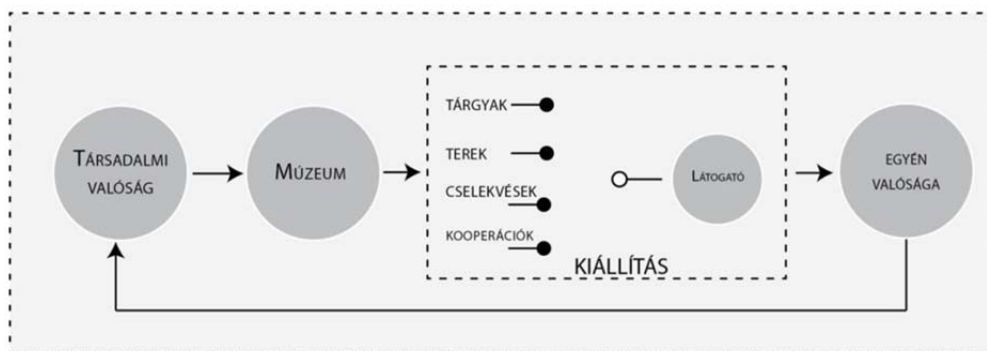 TÁRSADALMI
VALÓSÁG
MÚZEUM
TÁRGYAK
TEREK
CSELEKVÉSEK
KOOPERÁCIÓK
KIÁLLÍTÁS
LÁTOGATÓ
EGYÉN
VALÓSÁGA